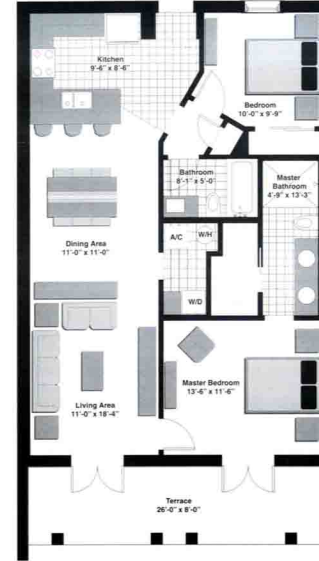 Kitchen
9'-6" x 8'-6"
Bedroom
10'-0" x 9'-9"
Bathroom
8'-1" x 5'-0"
Master
Bathroom
4'-9" x 13'-3"
Dining Area
11'-0" x 11'-0"
A/C
W/H
W/D
Master Bedroom
13'-6" x 11'-6"
Living Area
11'-0" x 18'-4"
Terrace
26'-0" x 8'-0"